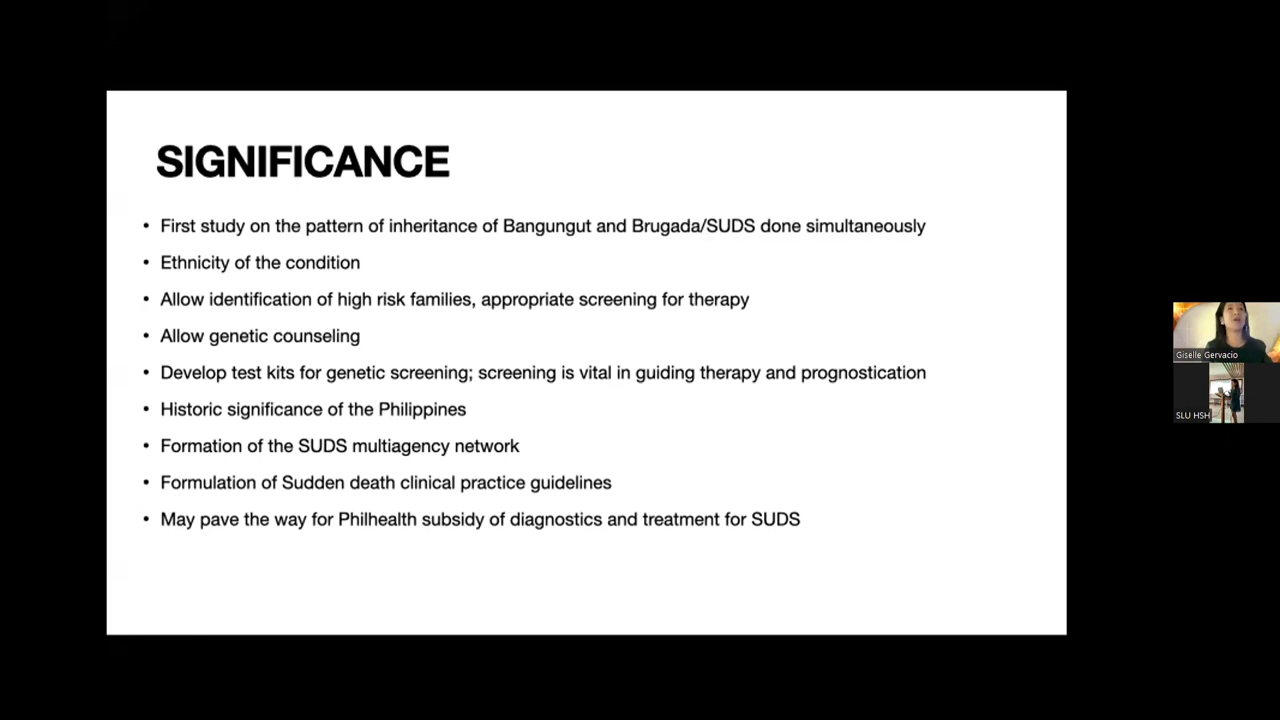 SIGNIFICANCE
• First study on the pattern of inheritance of Bangungut and Brugada/SUDS done simultaneously
• Ethnicity of the condition
• Allow identification of high risk families, appropriate screening for therapy
• Allow genetic counseling
• Develop test kits for genetic screening; screening is vital in guiding therapy and prognostication
• Historic significance of the Philippines
• Formation of the SUDS multiagency network
• Formulation of Sudden death clinical practice guidelines
• May pave the way for Philhealth subsidy of diagnostics and treatment for SUDS
Giselle Gervacio
SLU HSH